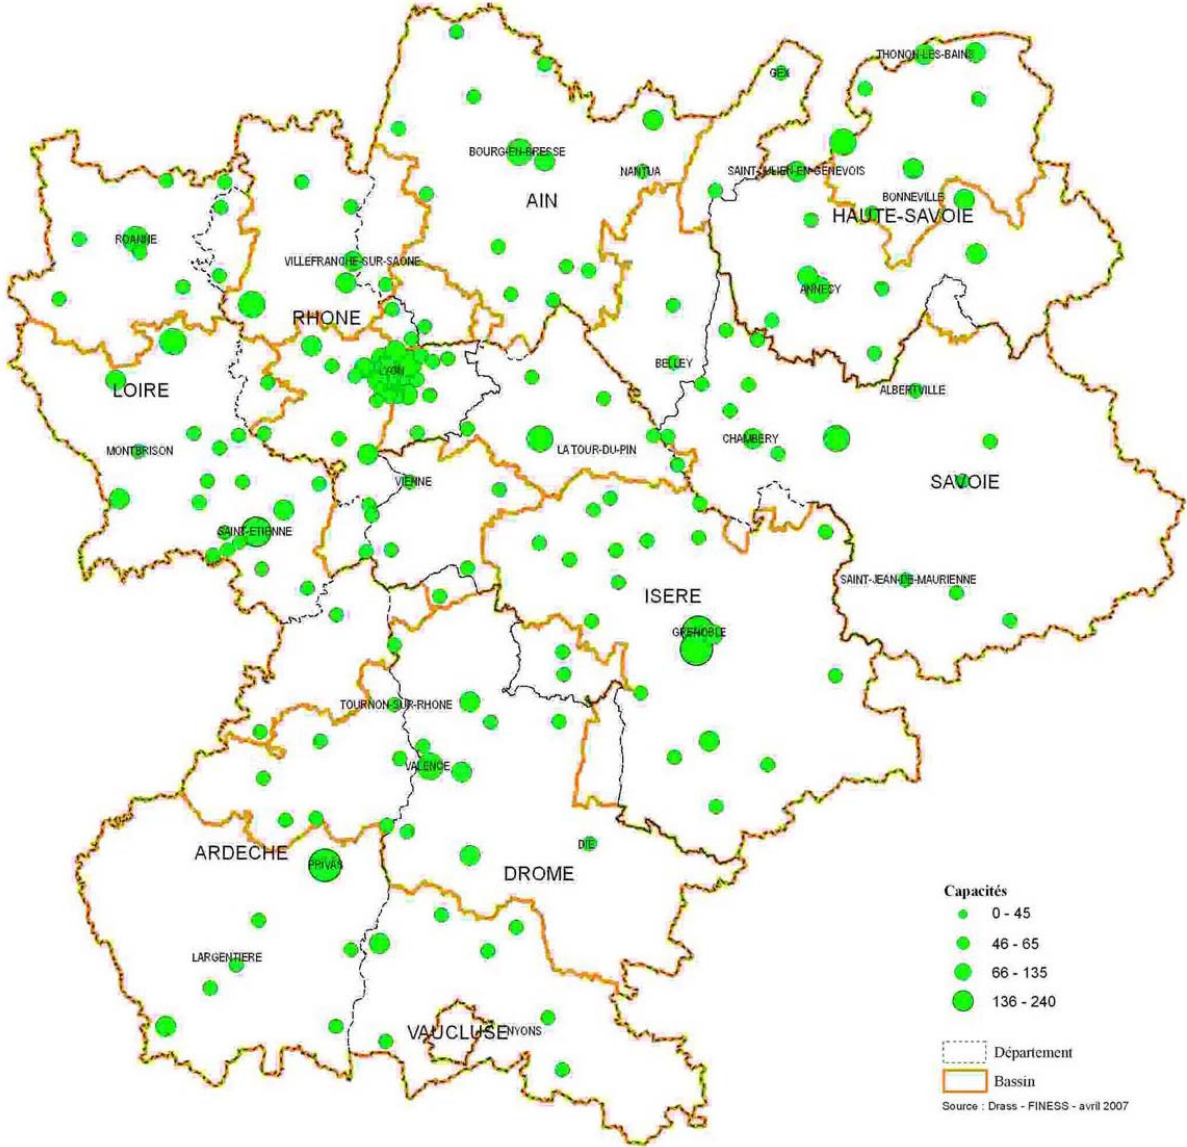 THONON-LES-BAINS
GEX
BOURG-EN-BRESSE
NANTUA
SAINT-JULIEN-EN-GENEVOIS
AIN
BONNEVILLE
HAUTE-SAVOIE
ROANNE
VILLEFRANCHE-SUR-SAONE
ANNECY
RHONE
BELLEY
LYON
LOIRE
ALBERTVILLE
MONTBRISON
LA TOUR-DU-PIN
CHAMBERY
VIENNE
SAVOIE
SAINT-ETIENNE
SAINT-JEAN-DE-MAURIENNE
ISERE
GRENOBLE
TOURNON-SUR-RHONE
VALENCE
DIE
ARDECHE
PRIVAS
DROME
LARGENTIERE
VAUCLUSE
NYONS
Capacités
0 - 45
46 - 65
66 - 135
136 - 240
Département
Bassin
Source : Drass - FINESS - avril 2007